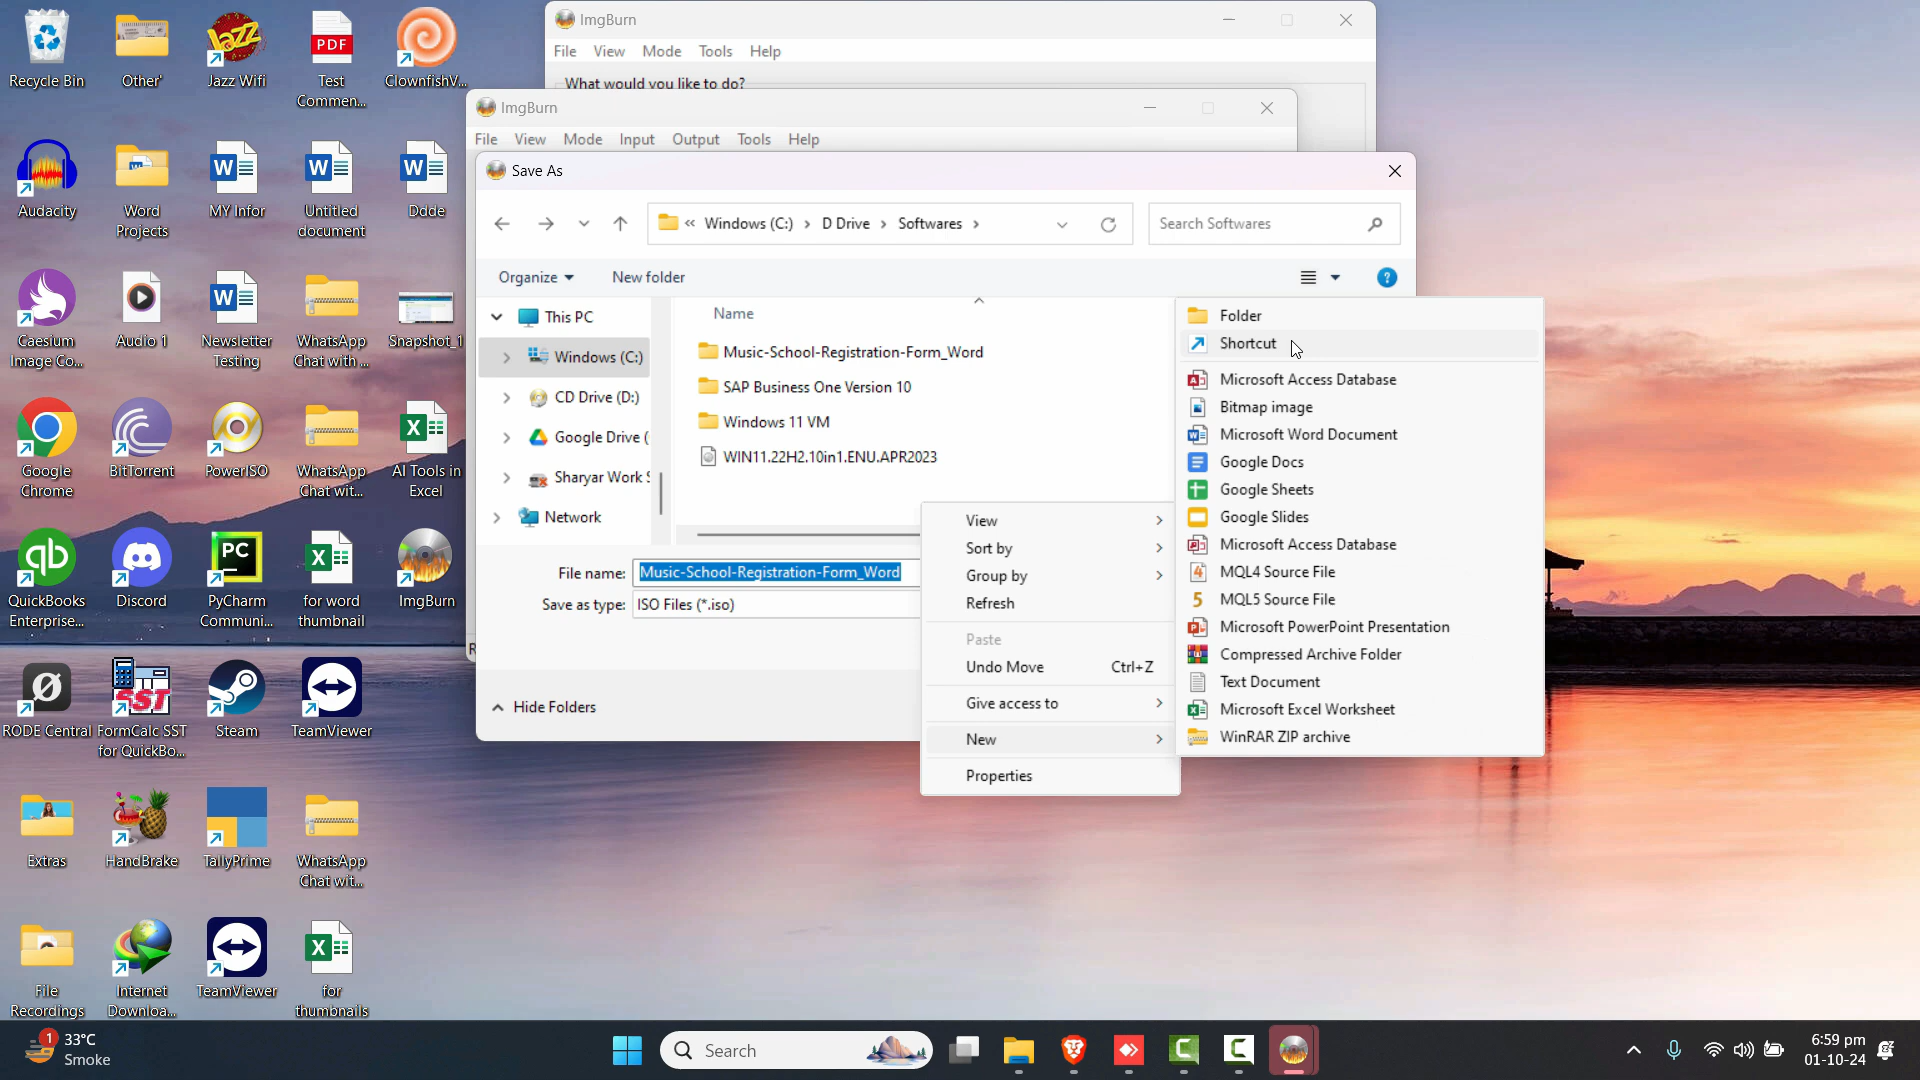 Recycle Bin
Other'
Jazz Wifi
Test
Commen...
ClownfishV...
Audacity
Word
Projects
MY Infor
Untitled
document
Ddde
Caesium
Image Co...
Audio 1
Newsletter
Testing
WhatsApp
Chat with ...
Snapshot_1
Google
Chrome
BitTorrent
PowerISO
WhatsApp
Chat wit...
AI Tools in
Excel
QuickBooks
Enterprise...
Discord
PyCharm
Communi...
for word
thumbnail
ImgBurn
RODE Central
FormCalc SST
for QuickBo...
Steam
TeamViewer
Extras
HandBrake
TallyPrime
WhatsApp
Chat wit...
File
Recordings
Internet
Downloa...
TeamViewer
for
thumbnails
ImgBurn
File View Mode Tools Help
What would you like to do?
ImgBurn
File View Mode Input Output Tools Help
Save As
« Windows (C:) › D Drive › Softwares ›
Search Softwares
Organize
New folder
This PC
Windows (C:)
CD Drive (D:)
Google Drive (
Sharyar Work S
Network
Name
Music-School-Registration-Form_Word
SAP Business One Version 10
Windows 11 VM
WIN11.22H2.10in1.ENU.APR2023
File name: Music-School-Registration-Form_Word
Save as type: ISO Files (*.iso)
Hide Folders
R
View
Sort by
Group by
Refresh
Paste
Undo Move Ctrl+Z
Give access to
New
Properties
Folder
Shortcut
Microsoft Access Database
Bitmap image
Microsoft Word Document
Google Docs
Google Sheets
Google Slides
Microsoft Access Database
MQL4 Source File
MQL5 Source File
Microsoft PowerPoint Presentation
Compressed Archive Folder
Text Document
Microsoft Excel Worksheet
WinRAR ZIP archive
1
33°C
Smoke
Search
6:59 pm
01-10-24